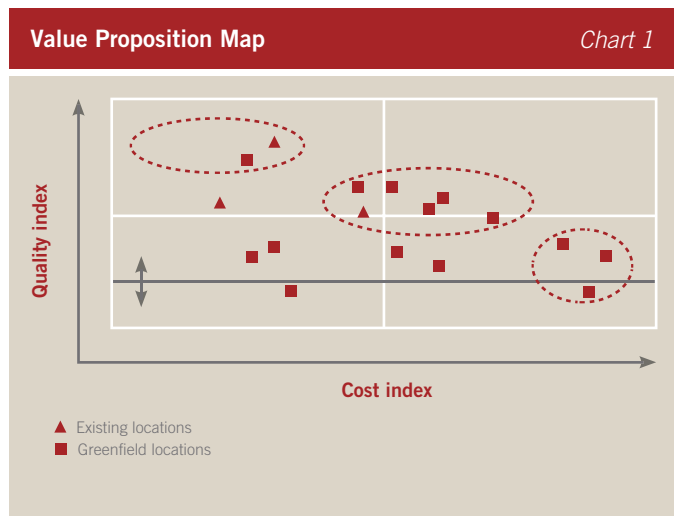 Value Proposition Map
Chart 1
Quality index
Cost index
Existing locations
Greenfield locations